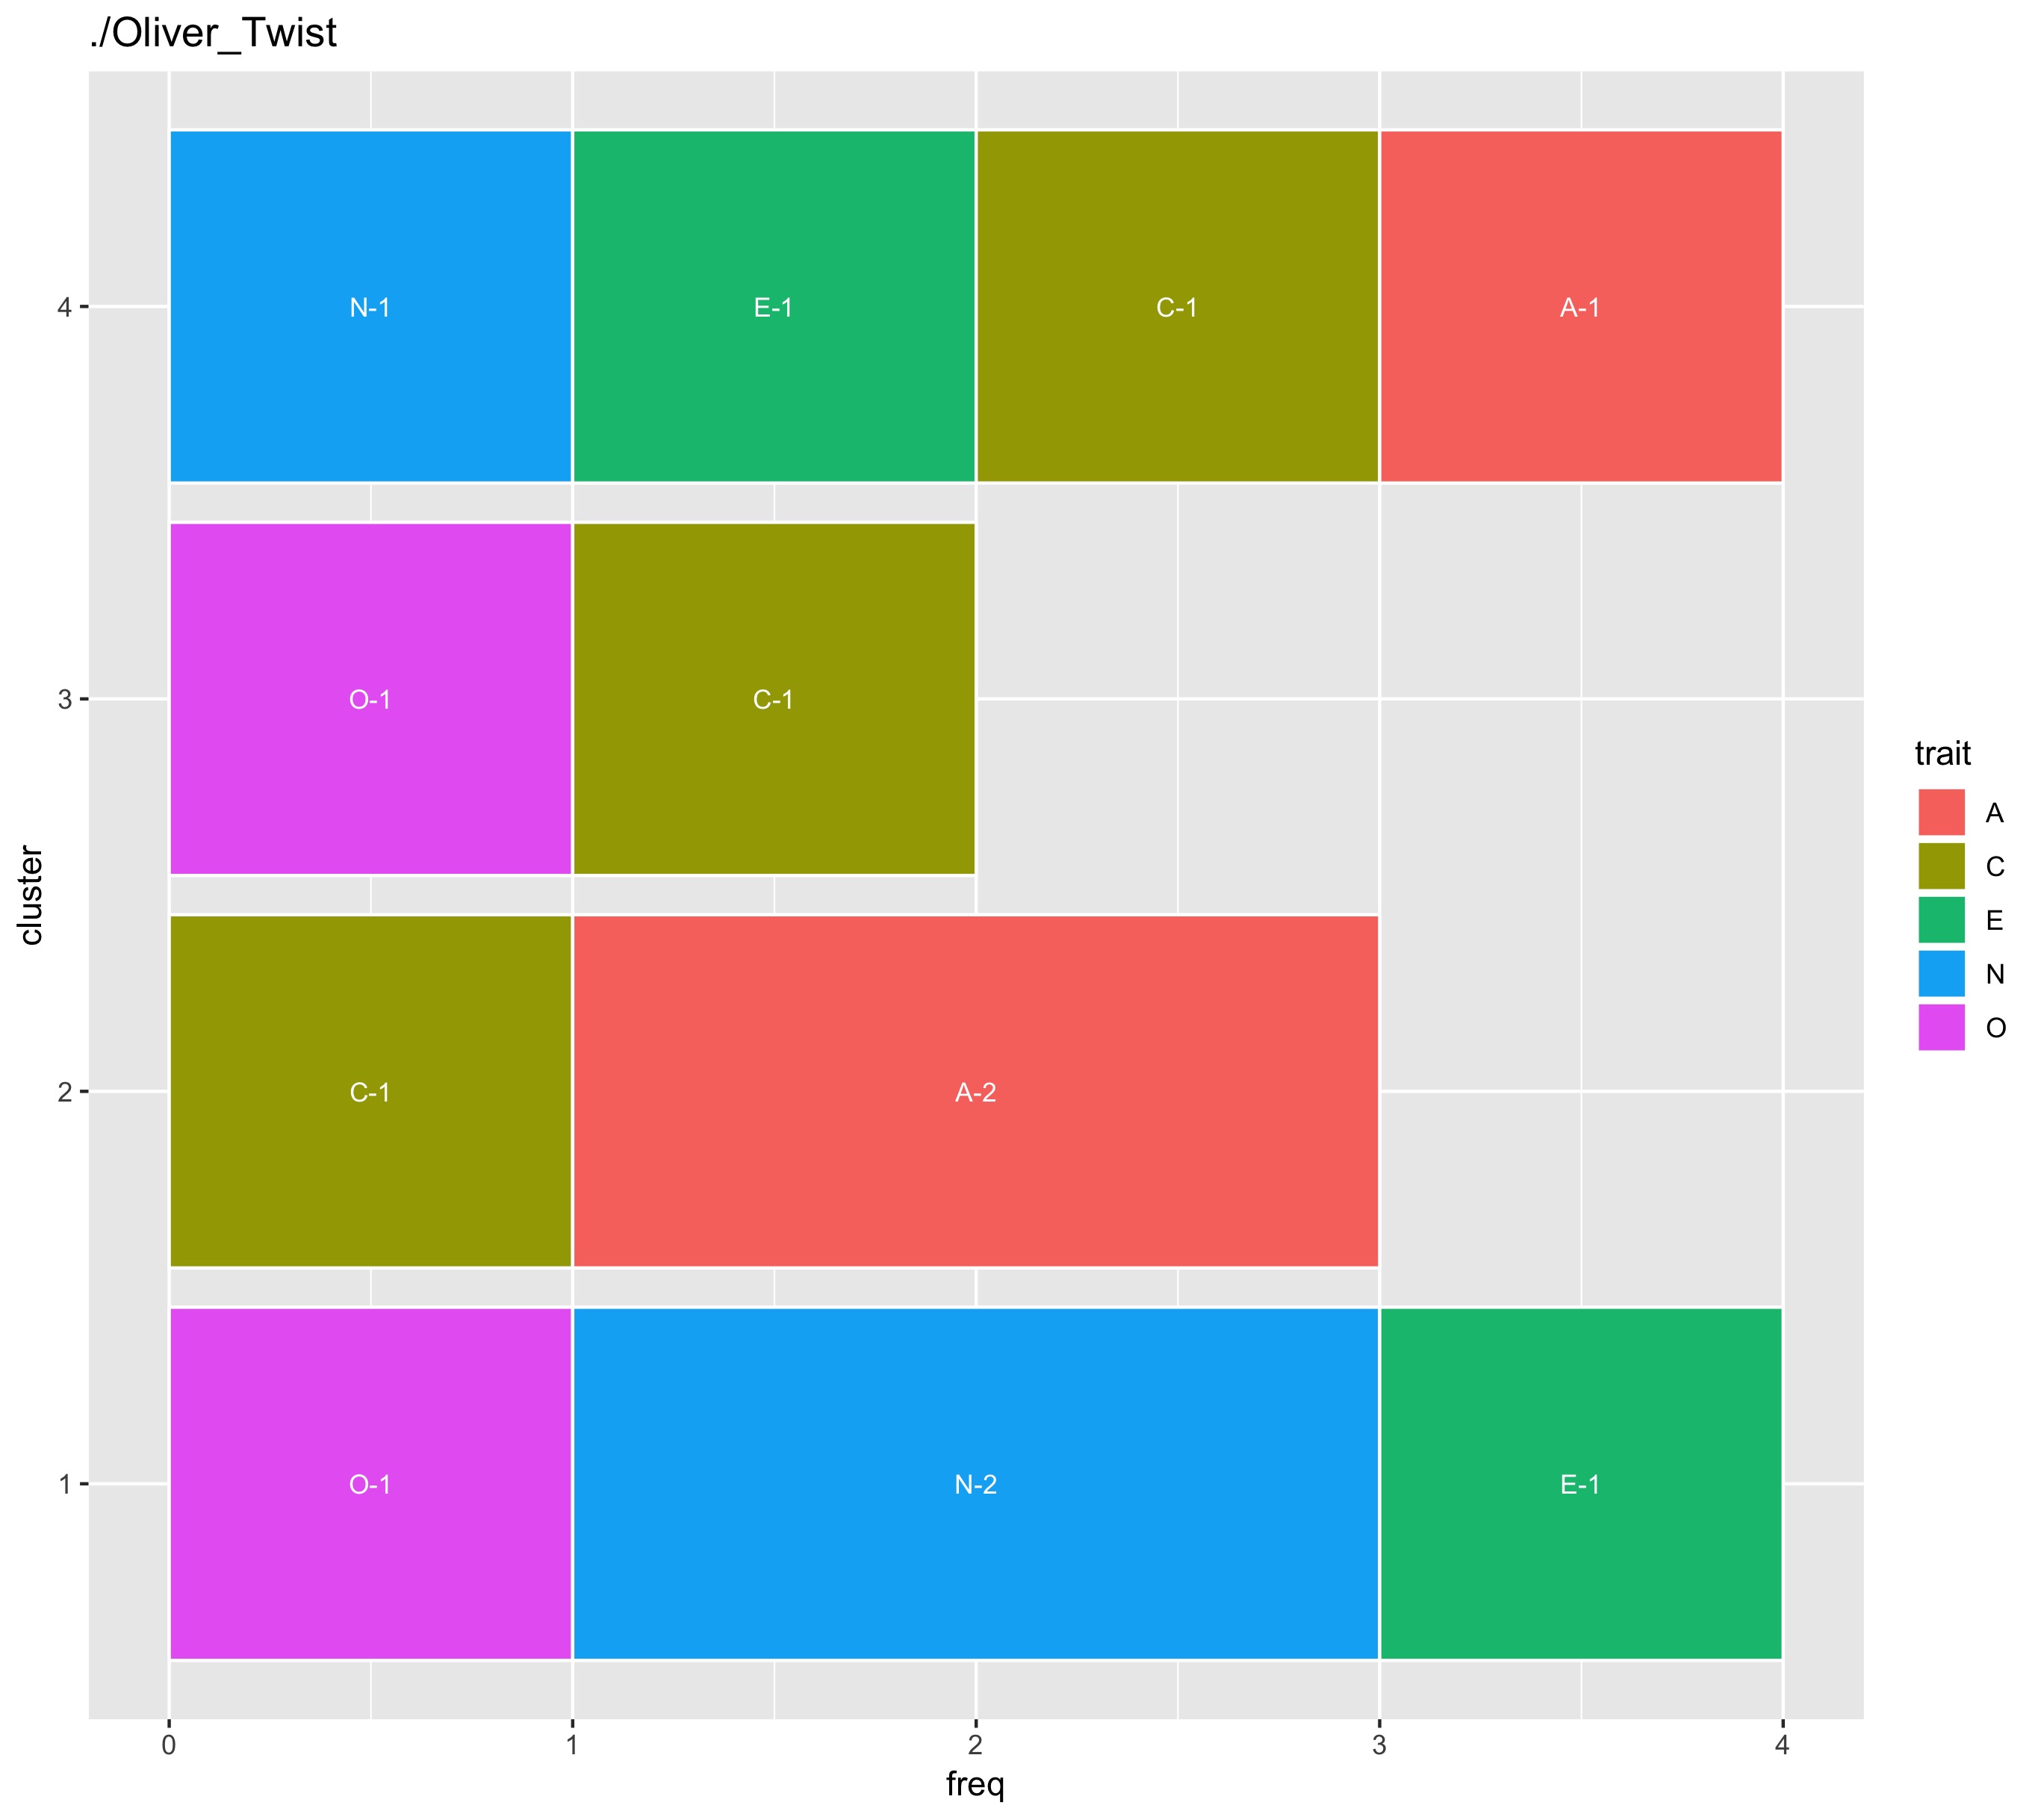 ./Oliver_Twist
cluster
4
N-1 E-1 C-1 A-1
3
O-1 C-1
2
C-1 A-2
1
O-1 N-2 E-1
0 1 2 3 4
freq
trait
A
C
E
N
O